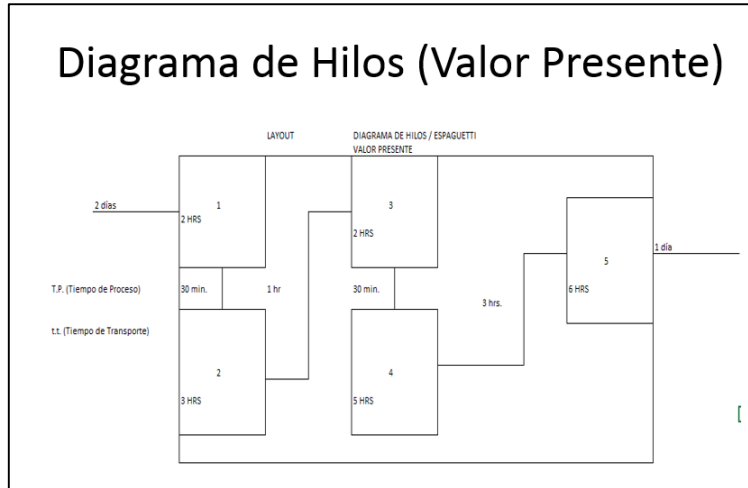 Diagrama de Hilos (Valor Presente)
LAYOUT
DIAGRAMA DE HILOS / ESPAGUETTI
VALOR PRESENTE
2 días
1
2 HRS
3
2 HRS
5
6 HRS
1 día
T.P. (Tiempo de Proceso)
30 min.
1 hr
30 min.
3 hrs.
t.t. (Tiempo de Transporte)
2
3 HRS
4
5 HRS